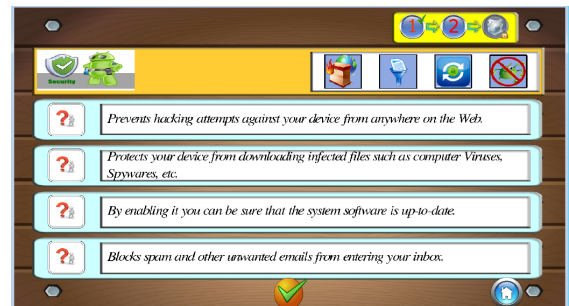 1 2
Security
Prevents hacking attempts against your device from anywhere on the Web.
Protects your device from downloading infected files such as computer Viruses,
Spywares, etc.
By enabling it you can be sure that the system software is up-to-date.
Blocks spam and other unwanted emails from entering your inbox.